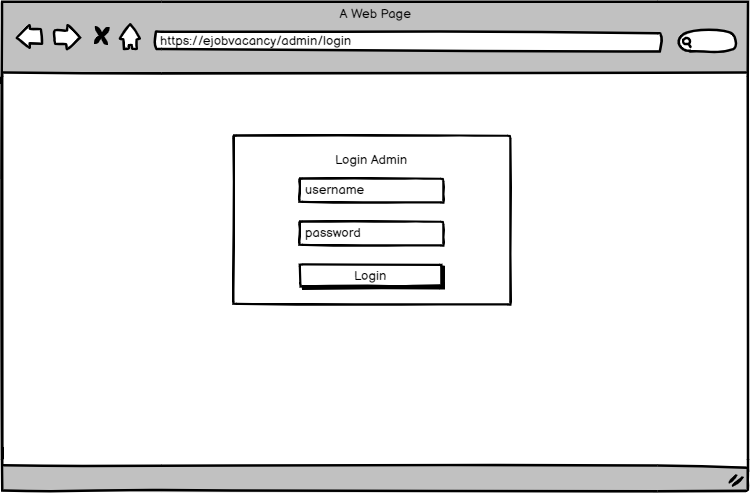 A Web Page
https://ejobvacancy/admin/login
Login Admin
username
password
Login